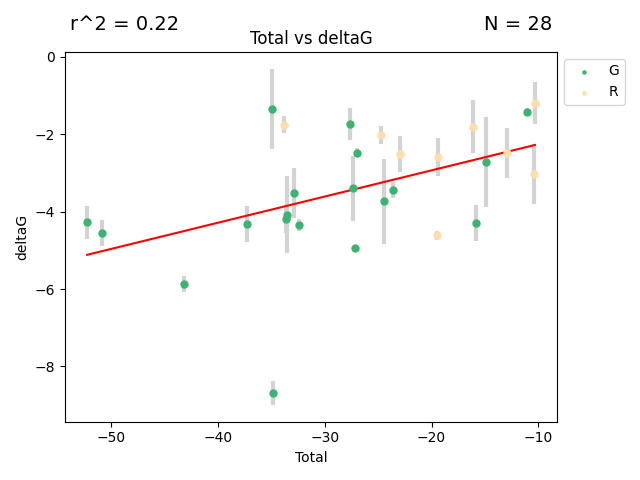 r^2 = 0.22
N = 28
Total vs deltaG
G
R
0
−2
−4
−6
−8
deltaG
−50
−40
−30
−20
−10
Total